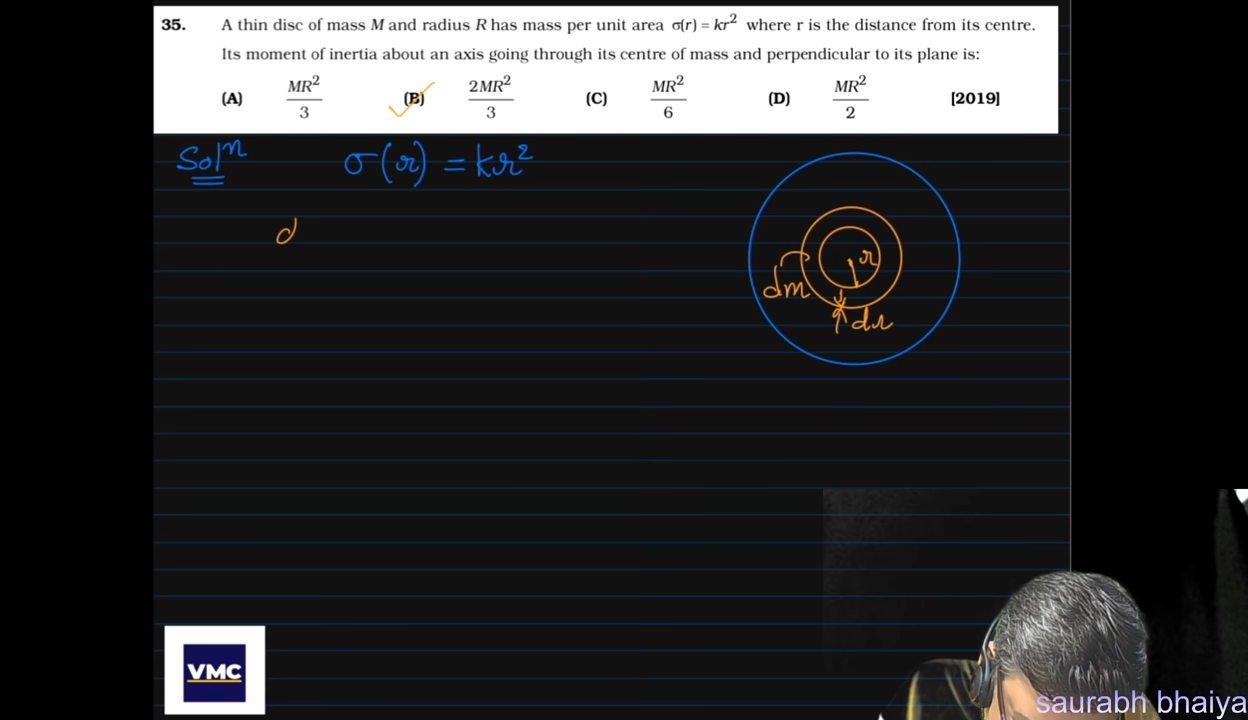 35. A thin disc of mass M and radius R has mass per unit area σ(r) = kr² where r is the distance from its centre.
Its moment of inertia about an axis going through its centre of mass and perpendicular to its plane is:
(A) MR²/3 (B) 2MR²/3 (C) MR²/6 (D) MR²/2 [2019]
Solⁿ σ(r) = kr²
d
r
dm
dr
VMC
saurabh bhaiya